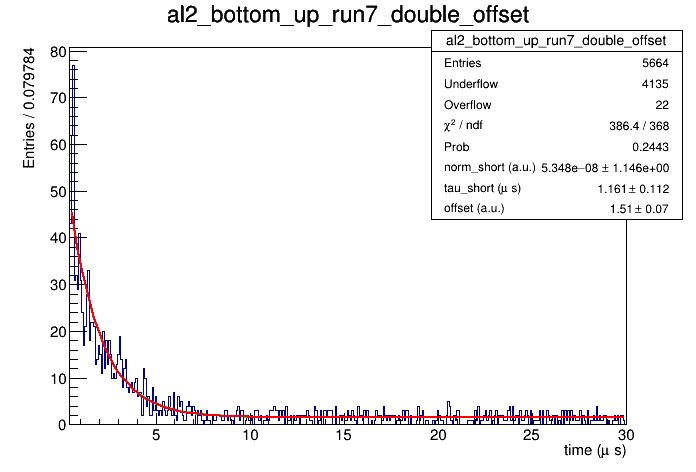 al2_bottom_up_run7_double_offset
al2_bottom_up_run7_double_offset
Entries 5664
Underflow 4135
Overflow 22
χ² / ndf 386.4 / 368
Prob 0.2443
norm_short (a.u.) 5.348e−08 ± 1.146e+00
tau_short (μ s) 1.161 ± 0.112
offset (a.u.) 1.51 ± 0.07
Entries / 0.079784
80
70
60
50
40
30
20
10
0
5 10 15 20 25 30
time (μ s)